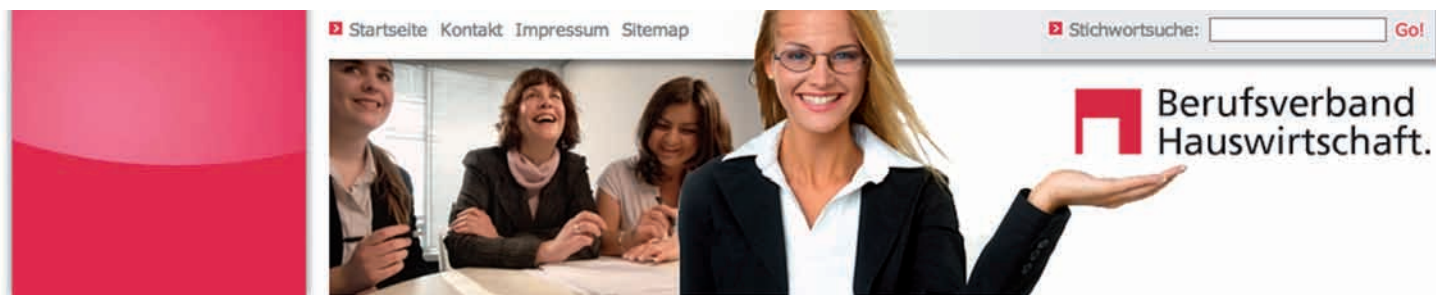 Startseite Kontakt Impressum Sitemap
Stichwortsuche: Go!
Berufsverband
Hauswirtschaft.